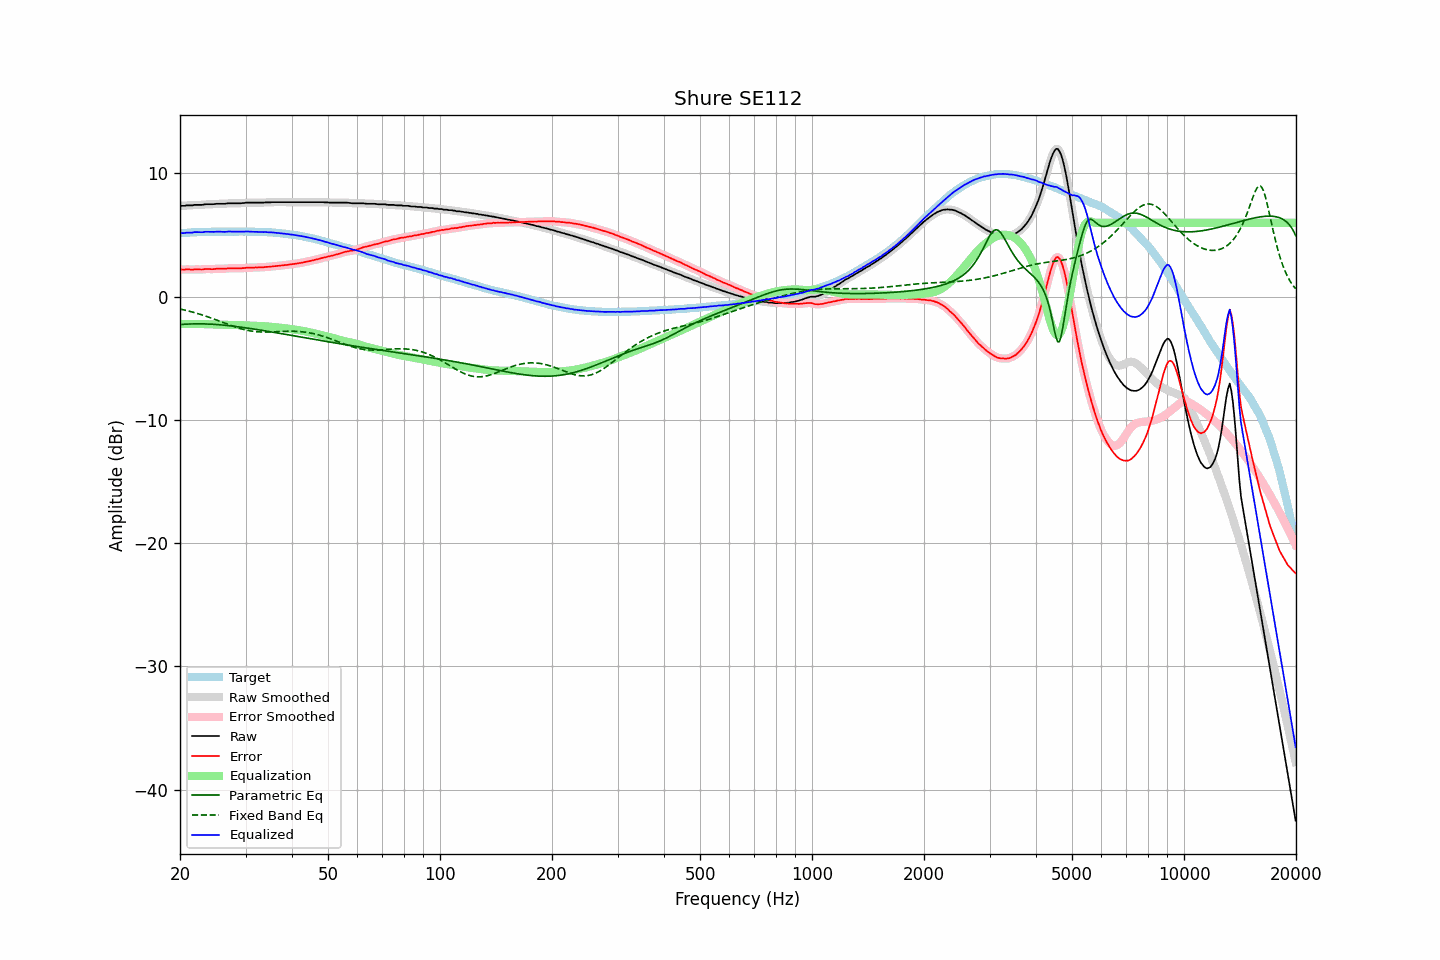 Shure SE112
Amplitude (dBr)
10
0
−10
−20
−30
−40
Target
Raw Smoothed
Error Smoothed
Raw
Error
Equalization
Parametric Eq
Fixed Band Eq
Equalized
20 50 100 200 500 1000 2000 5000 10000 20000
Frequency (Hz)